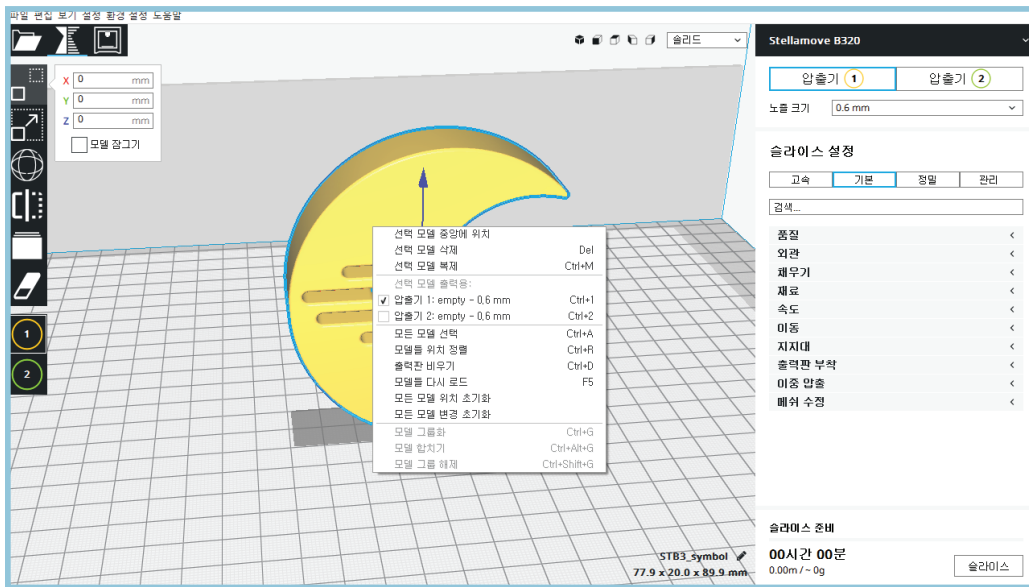 파일 편집 보기 설정 환경 설정 도움말
솔리드
X 0 mm
Y 0 mm
Z 0 mm
모델 잠그기
1
2
선택 모델 중앙에 위치
선택 모델 삭제 Del
선택 모델 복제 Ctrl+M
선택 모델 출력용:
압출기 1: empty - 0,6 mm Ctrl+1
압출기 2: empty - 0,6 mm Ctrl+2
모든 모델 선택 Ctrl+A
모델들 위치 정렬 Ctrl+R
출력판 비우기 Ctrl+D
모델들 다시 로드 F5
모든 모델 위치 초기화
모든 모델 변경 초기화
모델 그룹화 Ctrl+G
모델 합치기 Ctrl+Alt+G
모델 그룹 해제 Ctrl+Shift+G
STB3_symbol
77.9 x 20.0 x 89.9 mm
Stellamove B320
압출기 1 압출기 2
노즐 크기 0.6 mm
슬라이스 설정
고속 기본 정밀 관리
검색...
품질
외관
채우기
재료
속도
이동
지지대
출력판 부착
이중 압출
메쉬 수정
슬라이스 준비
00시간 00분
0.00m / ~ 0g
슬라이스